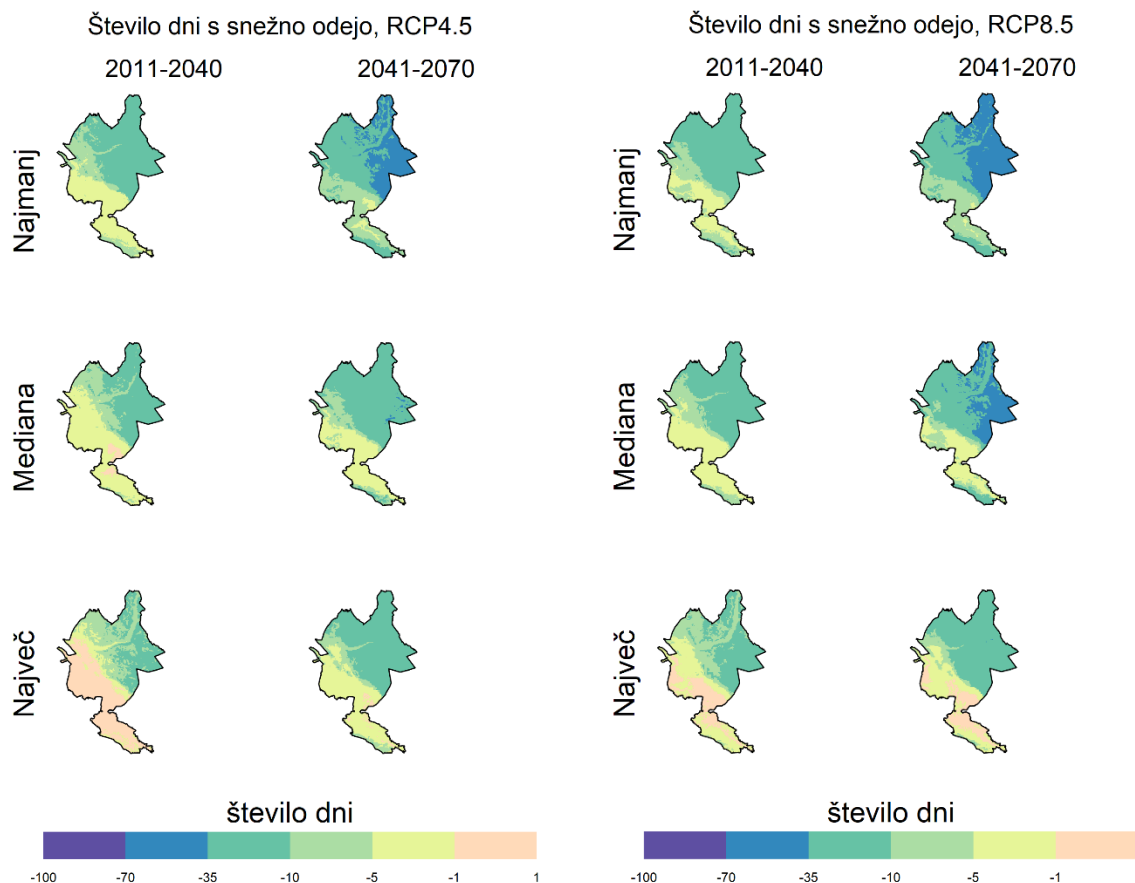 Število dni s snežno odejo, RCP4.5
2011-2040 2041-2070
Najmanj
Mediana
Največ
število dni
-100 -70 -35 -10 -5 -1 1
Število dni s snežno odejo, RCP8.5
2011-2040 2041-2070
Najmanj
Mediana
Največ
število dni
-100 -70 -35 -10 -5 -1